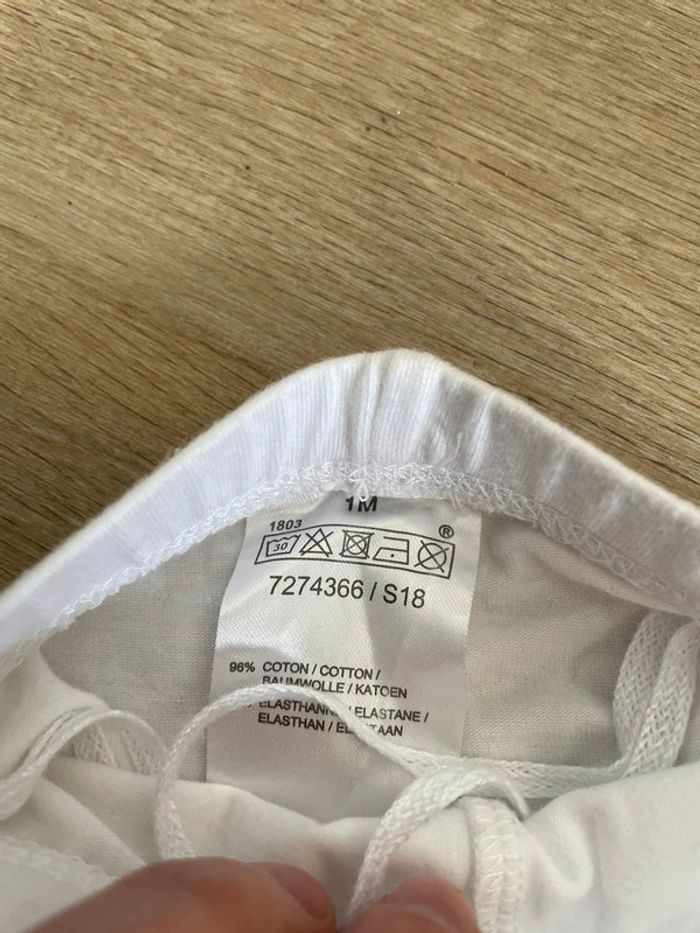 1M
1803
®
30
7274366 / S18
96% COTON / COTTON /
BAUMWOLLE / KATOEN
ELASTHANNE / ELASTANE /
ELASTHAN /